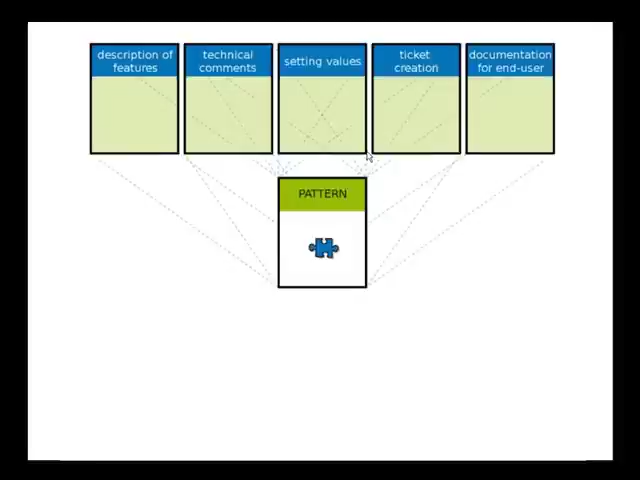 description of
features
technical
comments
setting values
ticket
creation
documentation
for end-user
PATTERN